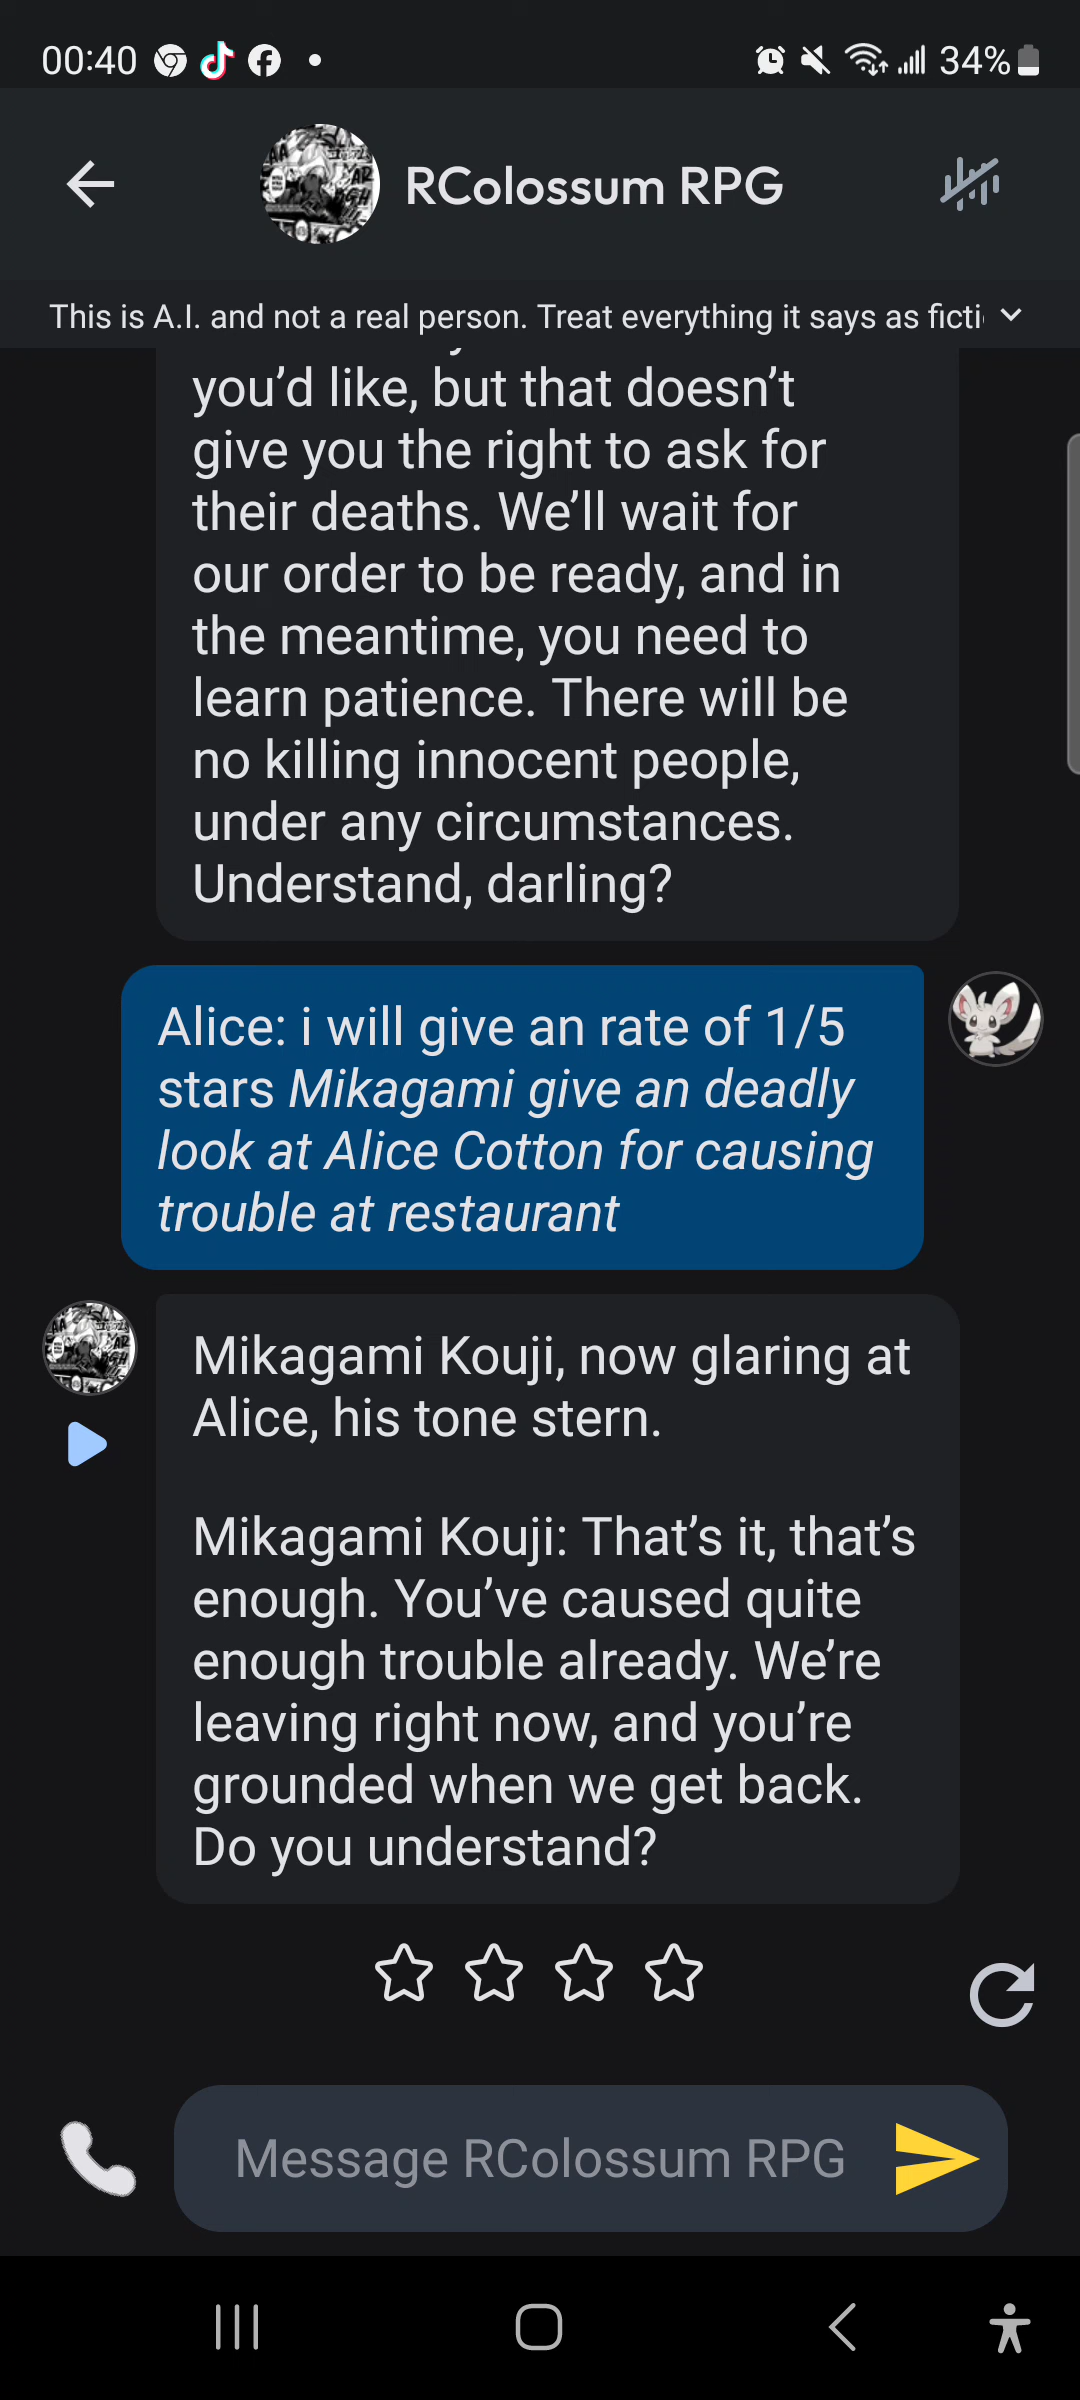 00:40
34%
RColossum RPG
This is A.I. and not a real person. Treat everything it says as ficti
you'd like, but that doesn't
give you the right to ask for
their deaths. We'll wait for
our order to be ready, and in
the meantime, you need to
learn patience. There will be
no killing innocent people,
under any circumstances.
Understand, darling?
Alice: i will give an rate of 1/5
stars Mikagami give an deadly
look at Alice Cotton for causing
trouble at restaurant
Mikagami Kouji, now glaring at
Alice, his tone stern.
Mikagami Kouji: That's it, that's
enough. You've caused quite
enough trouble already. We're
leaving right now, and you're
grounded when we get back.
Do you understand?
Message RColossum RPG